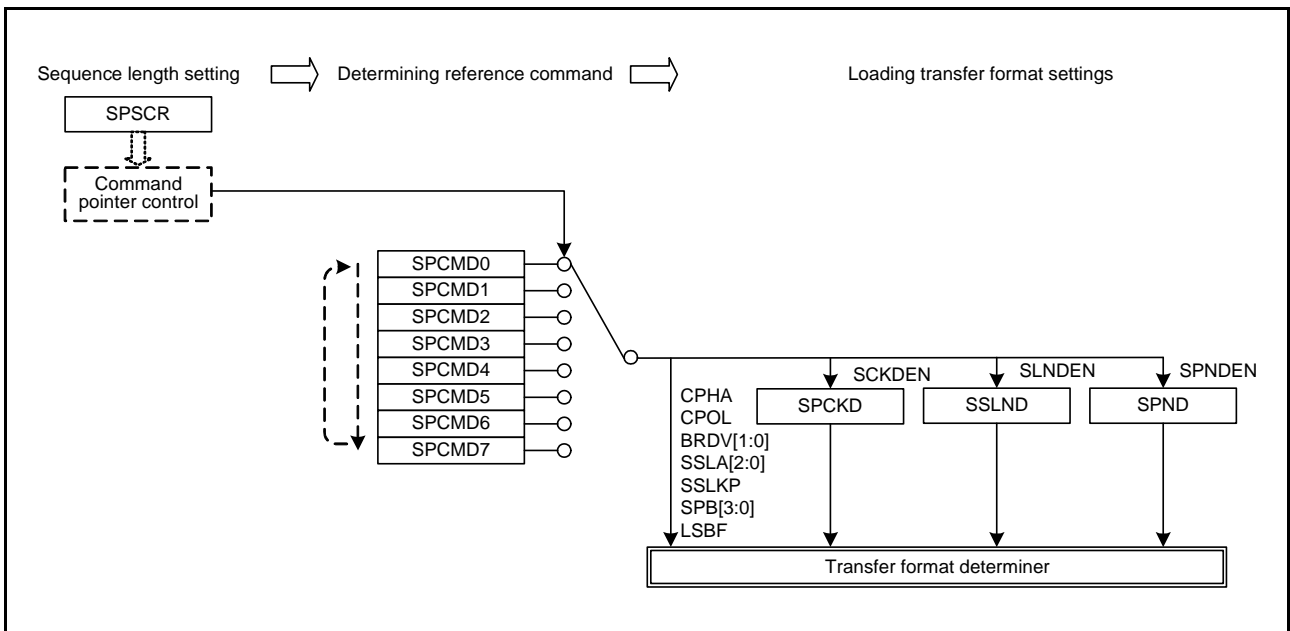 Sequence length setting
Determining reference command
Loading transfer format settings
SPSCR
Command
pointer control
SPCMD0
SPCMD1
SPCMD2
SPCMD3
SPCMD4
SPCMD5
SPCMD6
SPCMD7
CPHA
CPOL
BRDV[1:0]
SSLA[2:0]
SSLKP
SPB[3:0]
LSBF
SCKDEN
SPCKD
SLNDEN
SSLND
SPNDEN
SPND
Transfer format determiner